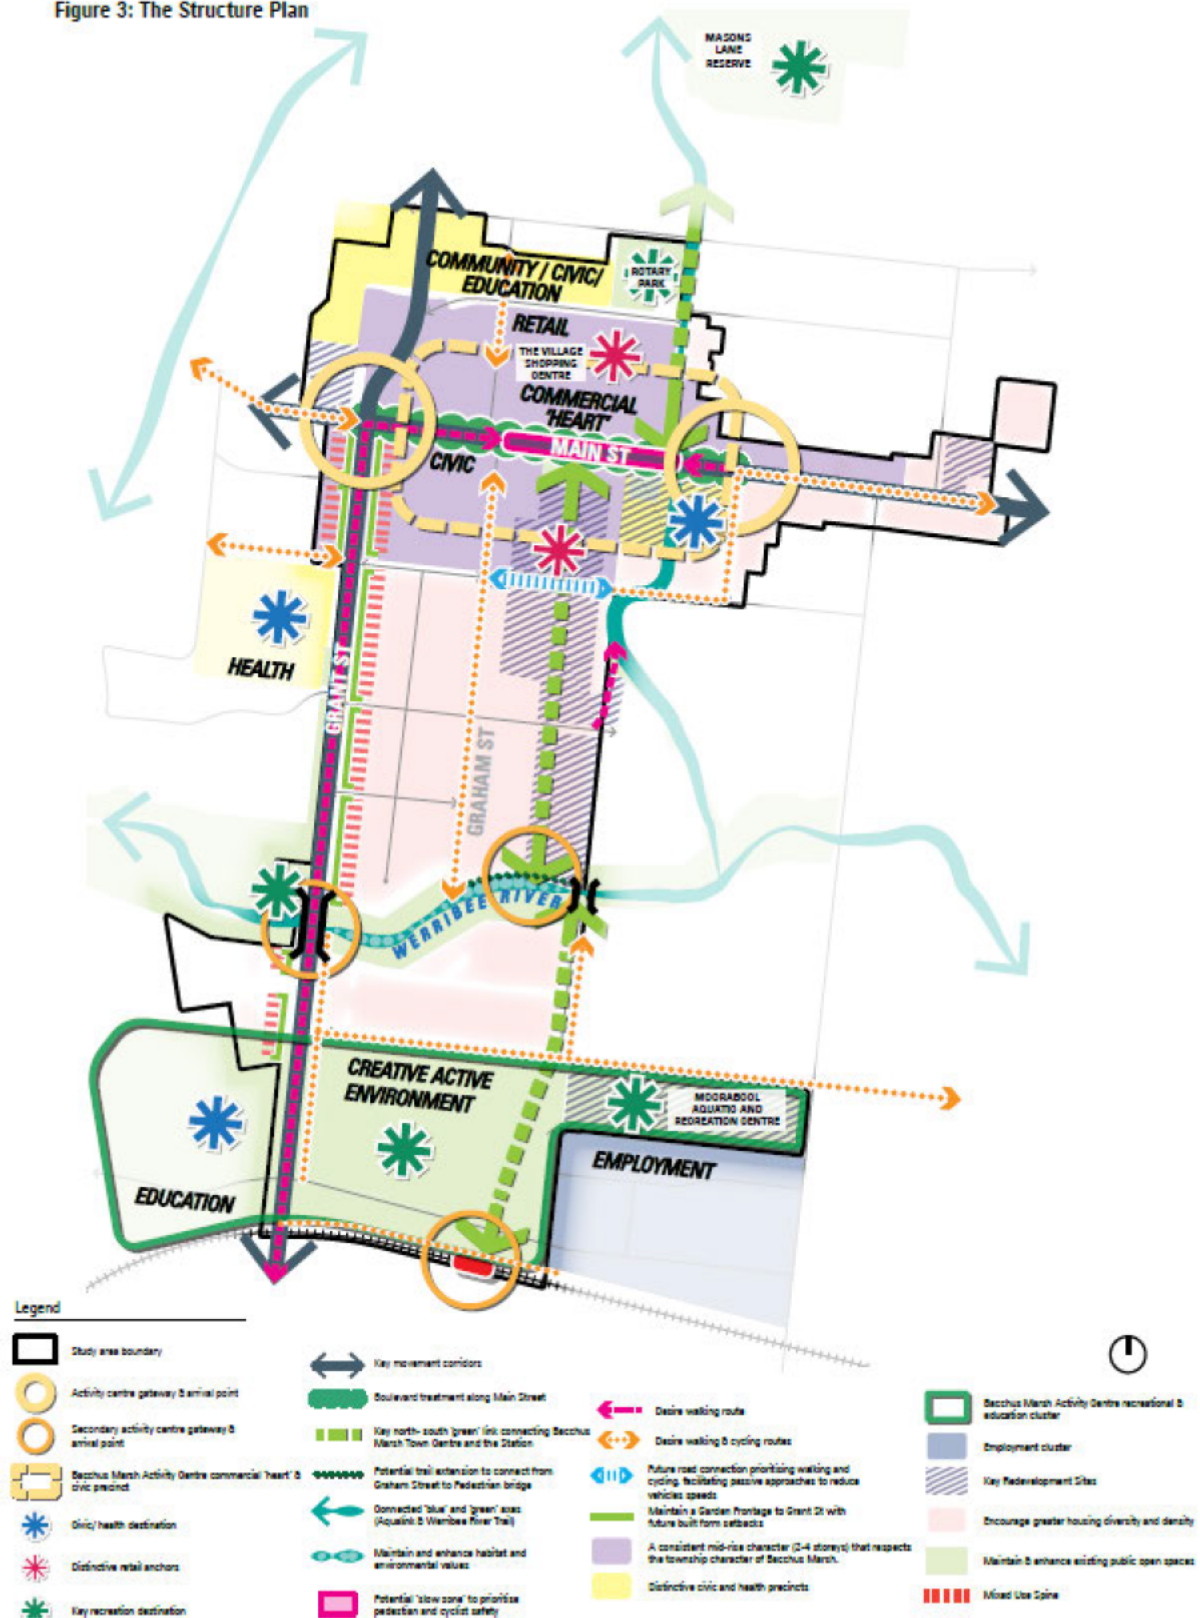 Figure 3: The Structure Plan
MASONS
LANE
RESERVE
COMMUNITY / CIVIC/
EDUCATION
ROTARY
PARK
RETAIL
THE VILLAGE
SHOPPING
CENTRE
COMMERCIAL
'HEART'
MAIN ST
CIVIC
HEALTH
GRANT ST
GRAHAM ST
WERRIBEE RIVER
CREATIVE ACTIVE
ENVIRONMENT
MOORABOOL
AQUATIC AND
RECREATION CENTRE
EMPLOYMENT
EDUCATION
Legend
Study area boundary
Activity centre gateway & arrival point
Secondary activity centre gateway &
arrival point
Bacchus Marsh Activity Centre commercial 'heart' &
civic precinct
Civic/ health destination
Distinctive retail anchors
Key recreation destination
Key movement corridors
Boulevard treatment along Main Street
Key north- south 'green' link connecting Bacchus
Marsh Town Centre and the Station
Potential trail extension to connect from
Graham Street to Pedestrian bridge
Connected 'blue' and 'green' axes
(Aqualink & Werribee River Trail)
Maintain and enhance habitat and
environmental values
Potential 'slow zone' to prioritise
pedestian and cyclist safety
Desire walking route
Desire walking & cycling routes
Future road connection prioritising walking and
cycling, facilitating passive approaches to reduce
vehicles speeds
Maintain a Garden Frontage to Grant St with
future built form setbacks
A consistent mid-rise character (2-4 storeys) that respects
the township character of Bacchus Marsh.
Distinctive civic and health precincts
Bacchus Marsh Activity Centre recreational &
education cluster
Employment cluster
Key Redevelopment Sites
Encourage greater housing diversity and density
Maintain & enhance existing public open spaces
Mixed Use Spine